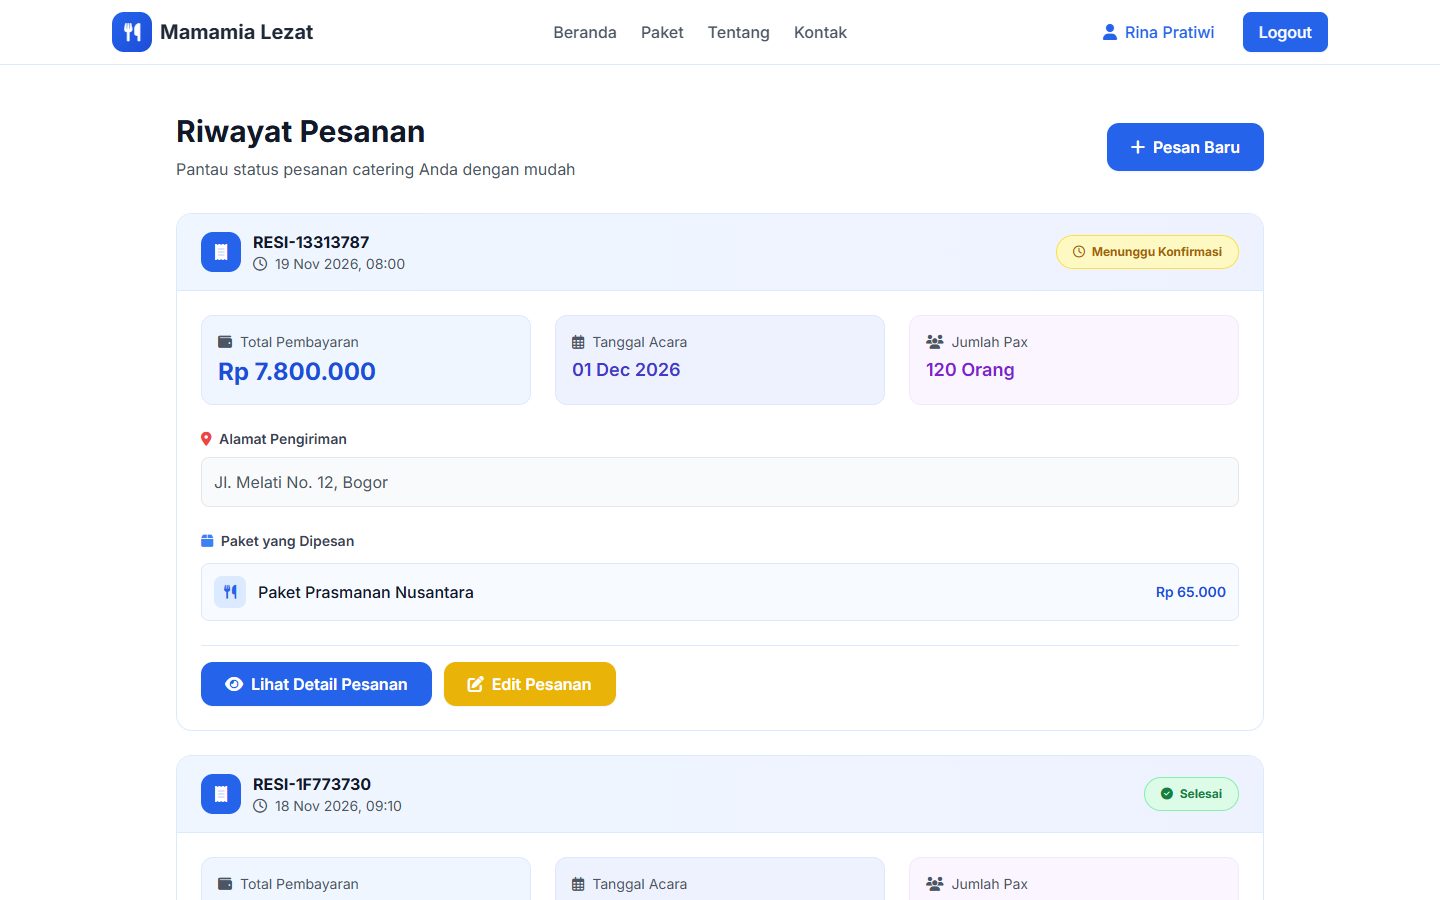 Mamamia Lezat
Beranda
Paket
Tentang
Kontak
Rina Pratiwi
Logout
Riwayat Pesanan
Pantau status pesanan catering Anda dengan mudah
Pesan Baru
RESI-13313787
19 Nov 2026, 08:00
Menunggu Konfirmasi
Total Pembayaran
Rp 7.800.000
Tanggal Acara
01 Dec 2026
Jumlah Pax
120 Orang
Alamat Pengiriman
Jl. Melati No. 12, Bogor
Paket yang Dipesan
Paket Prasmanan Nusantara
Rp 65.000
Lihat Detail Pesanan
Edit Pesanan
RESI-1F773730
18 Nov 2026, 09:10
Selesai
Total Pembayaran
Tanggal Acara
Jumlah Pax